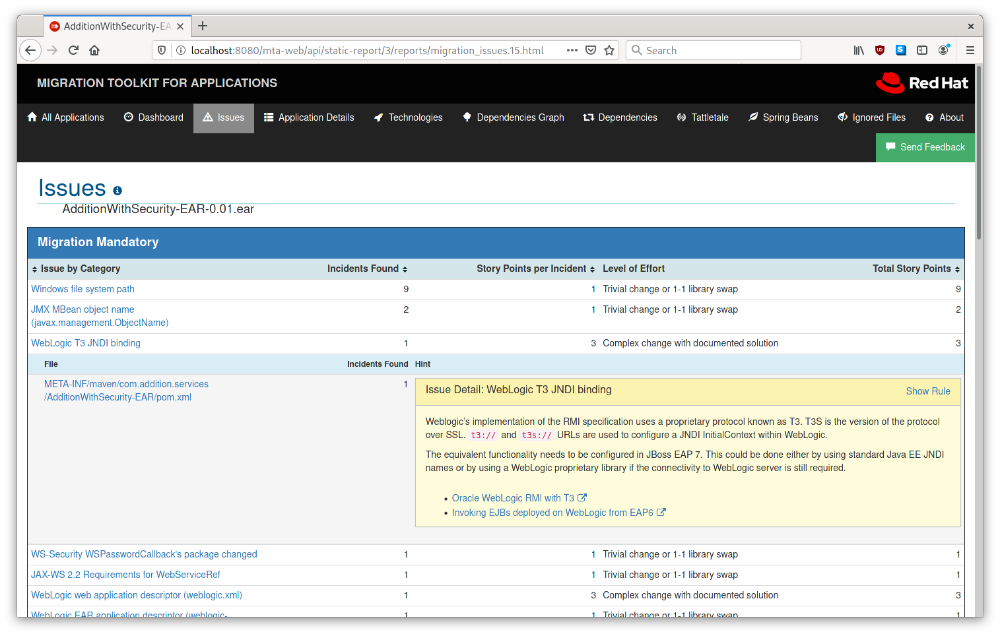 AdditionWithSecurity-EA
localhost:8080/mta-web/api/static-report/3/reports/migration_issues.15.html
Search
MIGRATION TOOLKIT FOR APPLICATIONS
Red Hat
All Applications
Dashboard
Issues
Application Details
Technologies
Dependencies Graph
Dependencies
Tattletale
Spring Beans
Ignored Files
About
Send Feedback
Issues
AdditionWithSecurity-EAR-0.01.ear
Migration Mandatory
Issue by Category Incidents Found Story Points per Incident Level of Effort Total Story Points
Windows file system path 9 1 Trivial change or 1-1 library swap 9
JMX MBean object name 2 1 Trivial change or 1-1 library swap 2
(javax.management.ObjectName)
WebLogic T3 JNDI binding 1 3 Complex change with documented solution 3
File Incidents Found Hint
META-INF/maven/com.addition.services 1
/AdditionWithSecurity-EAR/pom.xml
Issue Detail: WebLogic T3 JNDI binding Show Rule
Weblogic's implementation of the RMI specification uses a proprietary protocol known as T3. T3S is the version of the protocol
over SSL. t3:// and t3s:// URLs are used to configure a JNDI InitialContext within WebLogic.
The equivalent functionality needs to be configured in JBoss EAP 7. This could be done either by using standard Java EE JNDI
names or by using a WebLogic proprietary library if the connectivity to WebLogic server is still required.
• Oracle WebLogic RMI with T3
• Invoking EJBs deployed on WebLogic from EAP6
WS-Security WSPasswordCallback's package changed 1 1 Trivial change or 1-1 library swap 1
JAX-WS 2.2 Requirements for WebServiceRef 1 1 Trivial change or 1-1 library swap 1
WebLogic web application descriptor (weblogic.xml) 1 3 Complex change with documented solution 3
WebLogic EAR application descriptor (weblogic- 1 1 Trivial change or 1-1 library swap 1